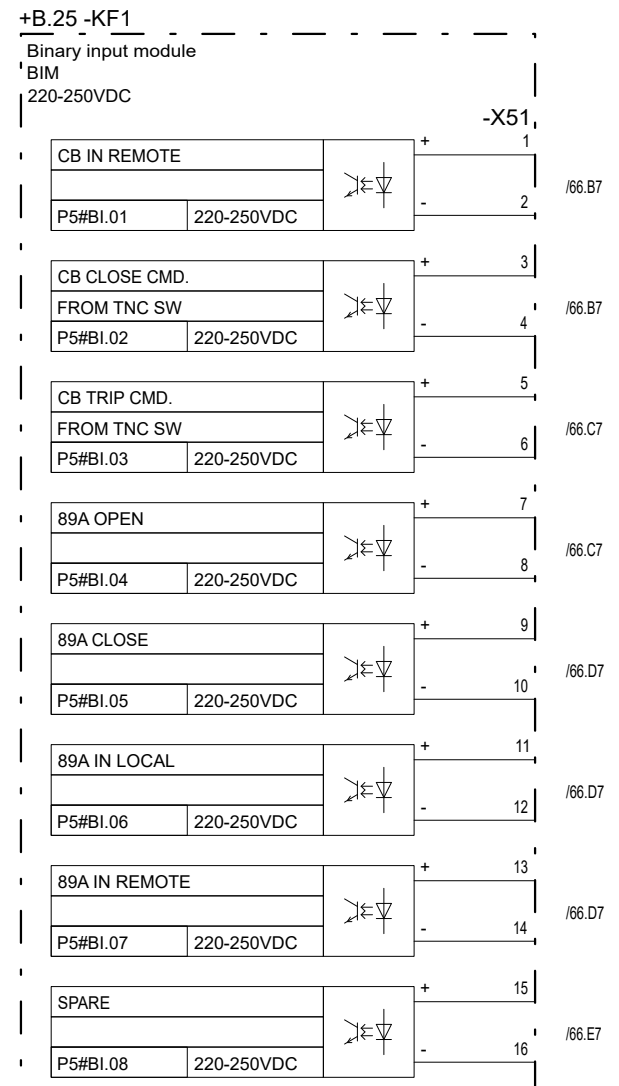 +B.25 -KF1
Binary input module
BIM
220-250VDC
-X51
CB IN REMOTE + 1
- 2 /66.B7
P5#BI.01 220-250VDC
CB CLOSE CMD. + 3
FROM TNC SW - 4 /66.B7
P5#BI.02 220-250VDC
CB TRIP CMD. + 5
FROM TNC SW - 6 /66.C7
P5#BI.03 220-250VDC
89A OPEN + 7
- 8 /66.C7
P5#BI.04 220-250VDC
89A CLOSE + 9
- 10 /66.D7
P5#BI.05 220-250VDC
89A IN LOCAL + 11
- 12 /66.D7
P5#BI.06 220-250VDC
89A IN REMOTE + 13
- 14 /66.D7
P5#BI.07 220-250VDC
SPARE + 15
- 16 /66.E7
P5#BI.08 220-250VDC